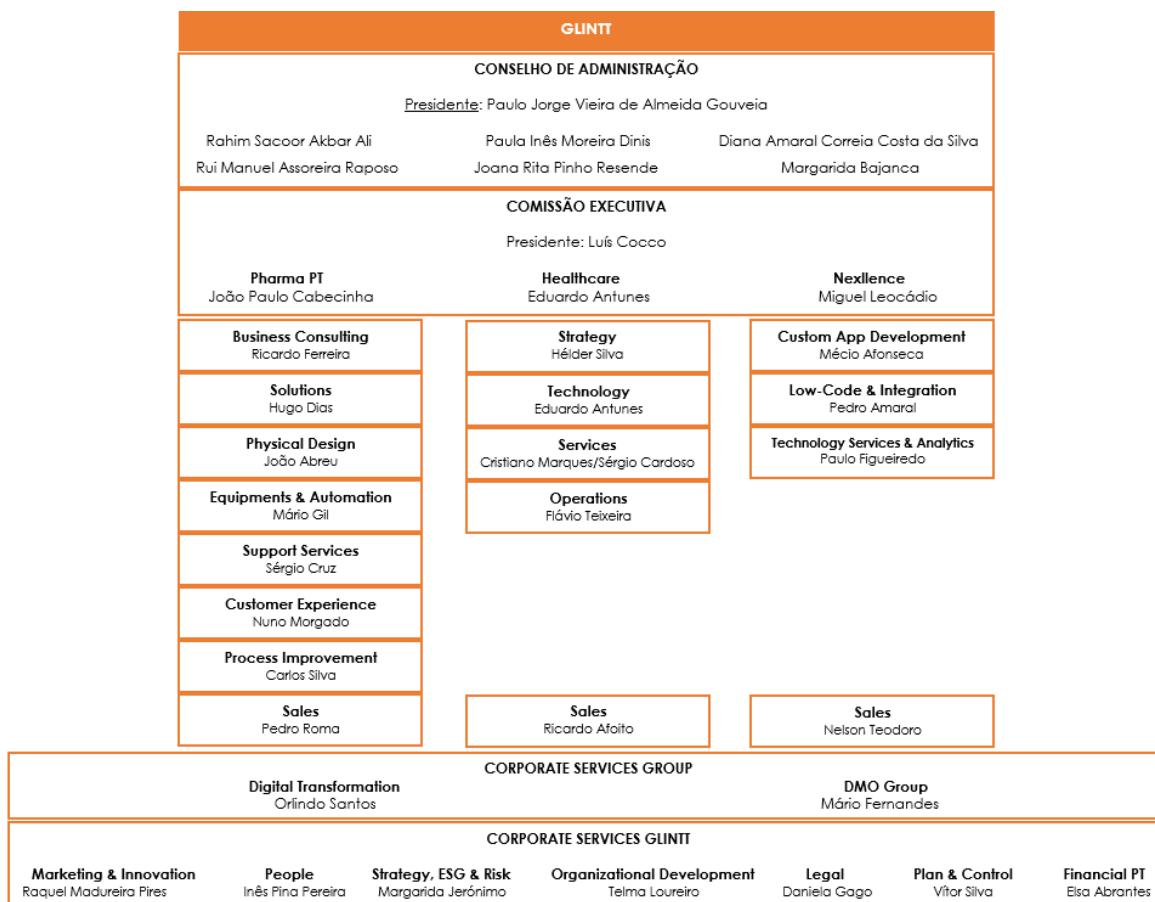 GLINTT
CONSELHO DE ADMINISTRAÇÃO
Presidente: Paulo Jorge Vieira de Almeida Gouveia
Rahim Sacoor Akbar Ali Paula Inês Moreira Dinis Diana Amaral Correia Costa da Silva
Rui Manuel Assoreira Raposo Joana Rita Pinho Resende Margarida Bajanca
COMISSÃO EXECUTIVA
Presidente: Luís Cocco
Pharma PT Healthcare Nexllence
João Paulo Cabecinha Eduardo Antunes Miguel Leocádio
Business Consulting Strategy Custom App Development
Ricardo Ferreira Hélder Silva Mécio Afonseca
Solutions Technology Low-Code & Integration
Hugo Dias Eduardo Antunes Pedro Amaral
Physical Design Services Technology Services & Analytics
João Abreu Cristiano Marques/Sérgio Cardoso Paulo Figueiredo
Equipments & Automation Operations
Mário Gil Flávio Teixeira
Support Services
Sérgio Cruz
Customer Experience
Nuno Morgado
Process Improvement
Carlos Silva
Sales Sales Sales
Pedro Roma Ricardo Afoito Nelson Teodoro
CORPORATE SERVICES GROUP
Digital Transformation DMO Group
Orlindo Santos Mário Fernandes
CORPORATE SERVICES GLINTT
Marketing & Innovation People Strategy, ESG & Risk Organizational Development Legal Plan & Control Financial PT
Raquel Madureira Pires Inês Pina Pereira Margarida Jerónimo Telma Loureiro Daniela Gago Vítor Silva Elsa Abrantes